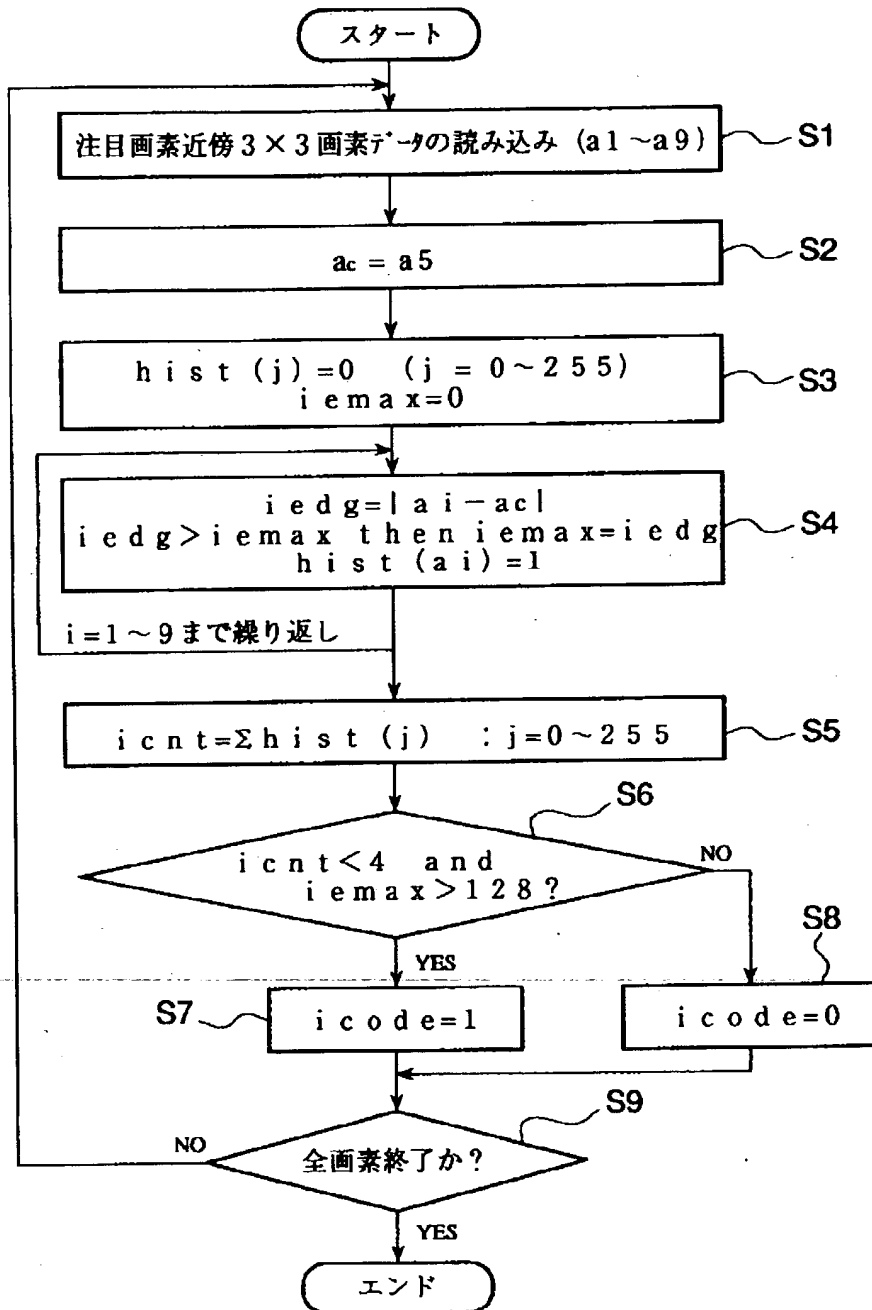 スタート
注目画素近傍3×3画素データの読み込み (a1~a9)
S1
ac = a5
S2
hist (j) =0 (j = 0~255)
iemax=0
S3
iedg=|ai-ac|
iedg>iemax then iemax=iedg
hist (ai) =1
S4
i=1~9まで繰り返し
icnt=Σhist (j) :j=0~255
S5
S6
icnt<4 and
iemax>128?
NO
YES
S8
S7
icode=1
icode=0
S9
NO
全画素終了か?
YES
エンド